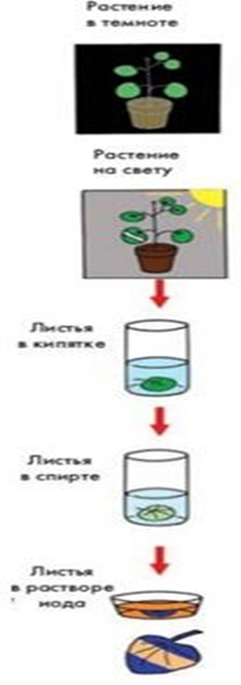 Растение
в темноте
Растение
на свету
Листья
в кипятке
Листья
в спирте
Листья
в растворе
иода